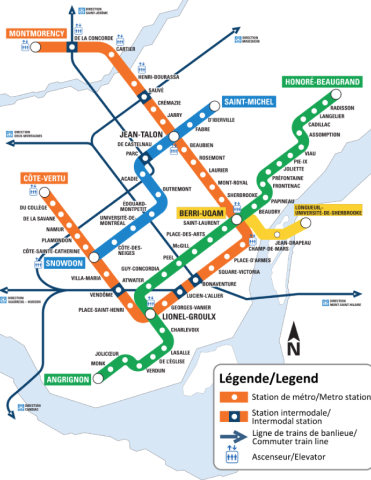 DIRECTION
SAINT-JÉRÔME
DE LA CONCORDE
MONTMORENCY
CARTIER
DIRECTION
MASCOUCHE
HENRI-BOURASSA
SAUVÉ
CRÉMAZIE
JARRY
HONORÉ-BEAUGRAND
RADISSON
LANGELIER
CADILLAC
ASSOMPTION
VIAU
PIE-IX
JOLIETTE
PRÉFONTAINE
FRONTENAC
PAPINEAU
BEAUDRY
SAINT-MICHEL
D'IBERVILLE
FABRE
JEAN-TALON
DE CASTELNAU
PARC
ACADIE
OUTREMONT
ÉDOUARD-
MONTPETIT
UNIVERSITÉ-DE-
MONTRÉAL
CÔTE-DES-
NEIGES
BEAUBIEN
ROSEMONT
LAURIER
MONT-ROYAL
SHERBROOKE
DIRECTION
DEUX-MONTAGNES
CÔTE-VERTU
DU COLLÈGE
DE LA SAVANE
NAMUR
PLAMONDON
CÔTE-SAINTE-CATHERINE
SNOWDON
VILLA-MARIA
VENDÔME
PLACE-SAINT-HENRI
BERRI-UQAM
SAINT-LAURENT
PLACE-DES-ARTS
McGILL
PEEL
GUY-CONCORDIA
ATWATER
LONGUEUIL-
UNIVERSITÉ-DE-SHERBROOKE
JEAN-DRAPEAU
CHAMP-DE-MARS
PLACE-D'ARMES
SQUARE-VICTORIA
BONAVENTURE
LUCIEN-L'ALLIER
GEORGES-VANIER
LIONEL-GROULX
CHARLEVOIX
LASALLE
DE L'ÉGLISE
VERDUN
JOLICOEUR
MONK
ANGRIGNON
DIRECTION
VAUDREUIL - HUDSON
DIRECTION
MONT-SAINT-HILAIRE
DIRECTION
CANDIAC
N
Légende/Legend
Station de métro/Metro station
Station intermodale/
Intermodal station
Ligne de trains de banlieue/
Commuter train line
Ascenseur/Elevator